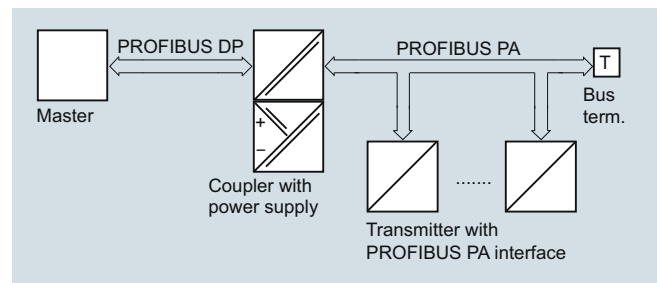 PROFIBUS DP
PROFIBUS PA
T
Master
Bus
term.
+
−
Coupler with
power supply
.......
Transmitter with
PROFIBUS PA interface